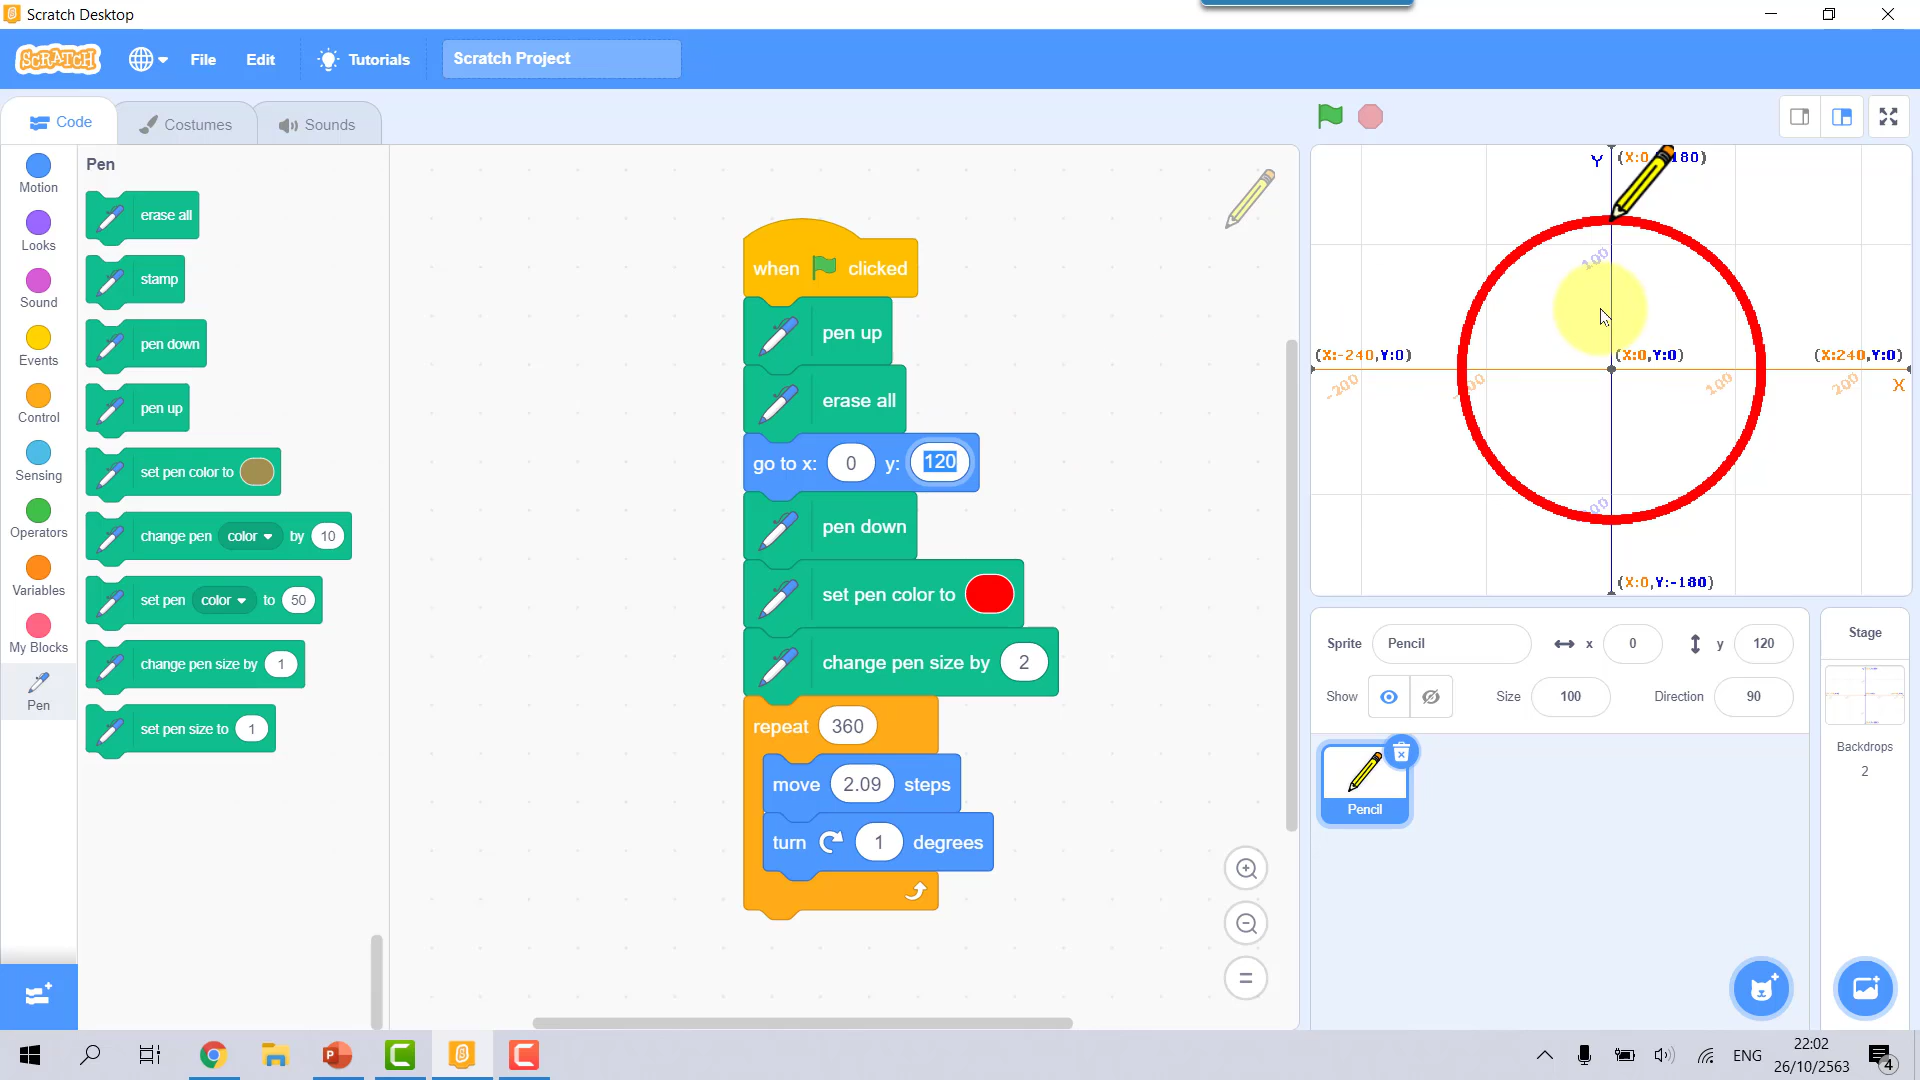 Scratch Desktop
SCRATCH
File
Edit
Tutorials
Scratch Project
Code
Costumes
Sounds
Motion
Looks
Sound
Events
Control
Sensing
Operators
Variables
My Blocks
Pen
Pen
erase all
stamp
pen down
pen up
set pen color to
change pen color by 10
set pen color to 50
change pen size by 1
set pen size to 1
when clicked
pen up
erase all
go to x: 0 y: 120
pen down
set pen color to
change pen size by 2
repeat 360
move 2.09 steps
turn 1 degrees
Y
100
(X:-240,Y:0)
(X:0,Y:0)
(X:240,Y:0)
-200
100
200
X
(X:0,Y:-180)
Sprite
Pencil
x
0
y
120
Show
Size
100
Direction
90
Pencil
Stage
Backdrops
2
ENG
22:02
26/10/2563
4